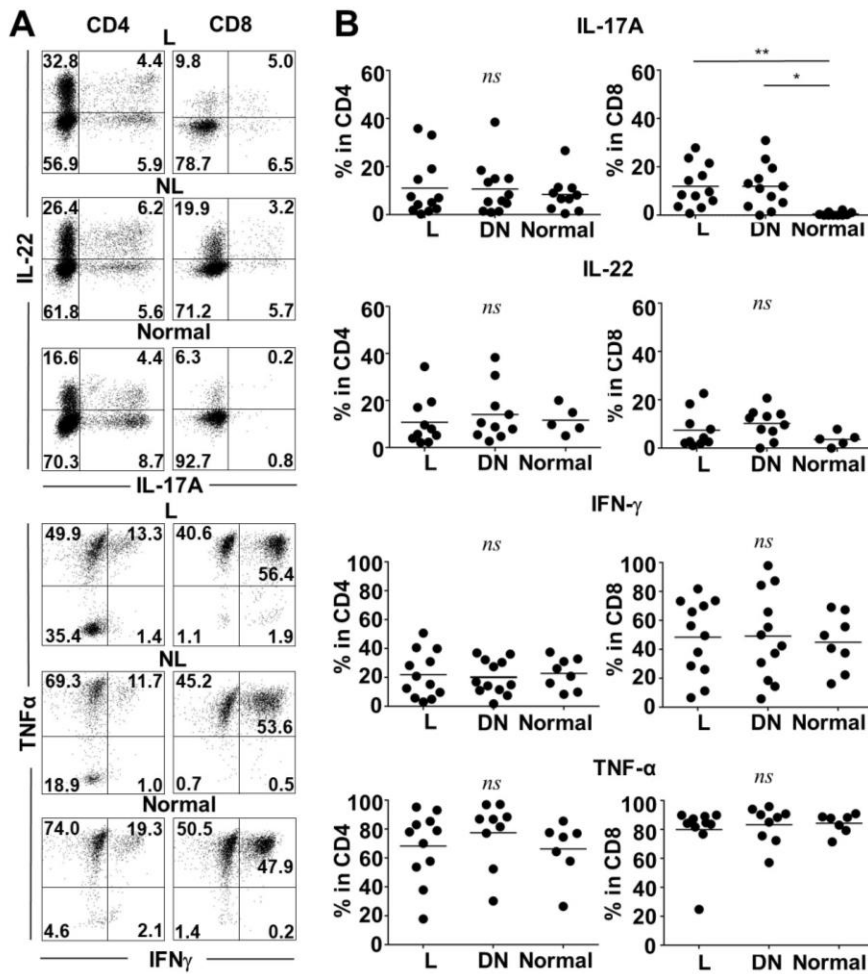 A
CD4 CD8
L
32.8 4.4 9.8 5.0
56.9 5.9 78.7 6.5
NL
26.4 6.2 19.9 3.2
61.8 5.6 71.2 5.7
Normal
16.6 4.4 6.3 0.2
70.3 8.7 92.7 0.8
IL-22
IL-17A
L
49.9 13.3 40.6 56.4
35.4 1.4 1.1 1.9
NL
69.3 11.7 45.2 53.6
18.9 1.0 0.7 0.5
Normal
74.0 19.3 50.5 47.9
4.6 2.1 1.4 0.2
TNFα
IFNγ
B
IL-17A
% in CD4
60
40
20
0
ns
L DN Normal
% in CD8
60
40
20
0
**
*
L DN Normal
IL-22
% in CD4
60
40
20
0
ns
L DN Normal
% in CD8
60
40
20
0
ns
L DN Normal
IFN-γ
% in CD4
100
80
60
40
20
0
ns
L DN Normal
% in CD8
100
80
60
40
20
0
ns
L DN Normal
TNF-α
% in CD4
100
80
60
40
20
0
ns
L DN Normal
% in CD8
100
80
60
40
20
0
ns
L DN Normal